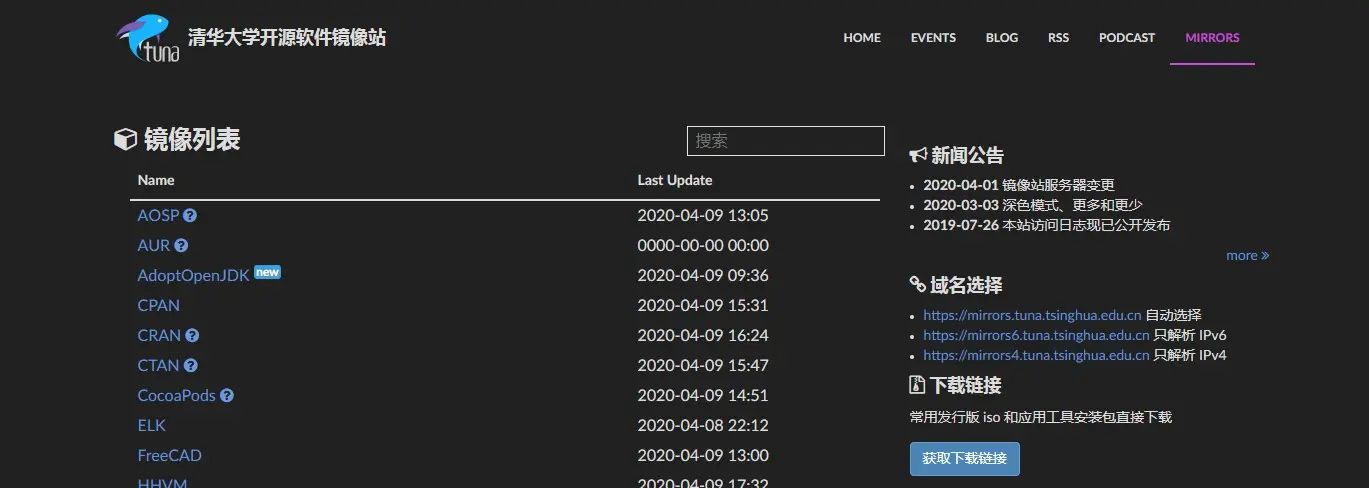 tuna 清华大学开源软件镜像站 HOME EVENTS BLOG RSS PODCAST MIRRORS
镜像列表
搜索
Name Last Update
AOSP 2020-04-09 13:05
AUR 0000-00-00 00:00
AdoptOpenJDK new 2020-04-09 09:36
CPAN 2020-04-09 15:31
CRAN 2020-04-09 16:24
CTAN 2020-04-09 15:47
CocoaPods 2020-04-09 14:51
ELK 2020-04-08 22:12
FreeCAD 2020-04-09 13:00
HHVM 2020-04-09 17:32
新闻公告
2020-04-01 镜像站服务器变更
2020-03-03 深色模式、更多和更少
2019-07-26 本站访问日志现已公开发布
more »
域名选择
https://mirrors.tuna.tsinghua.edu.cn 自动选择
https://mirrors6.tuna.tsinghua.edu.cn 只解析 IPv6
https://mirrors4.tuna.tsinghua.edu.cn 只解析 IPv4
下载链接
常用发行版 iso 和应用工具安装包直接下载
获取下载链接